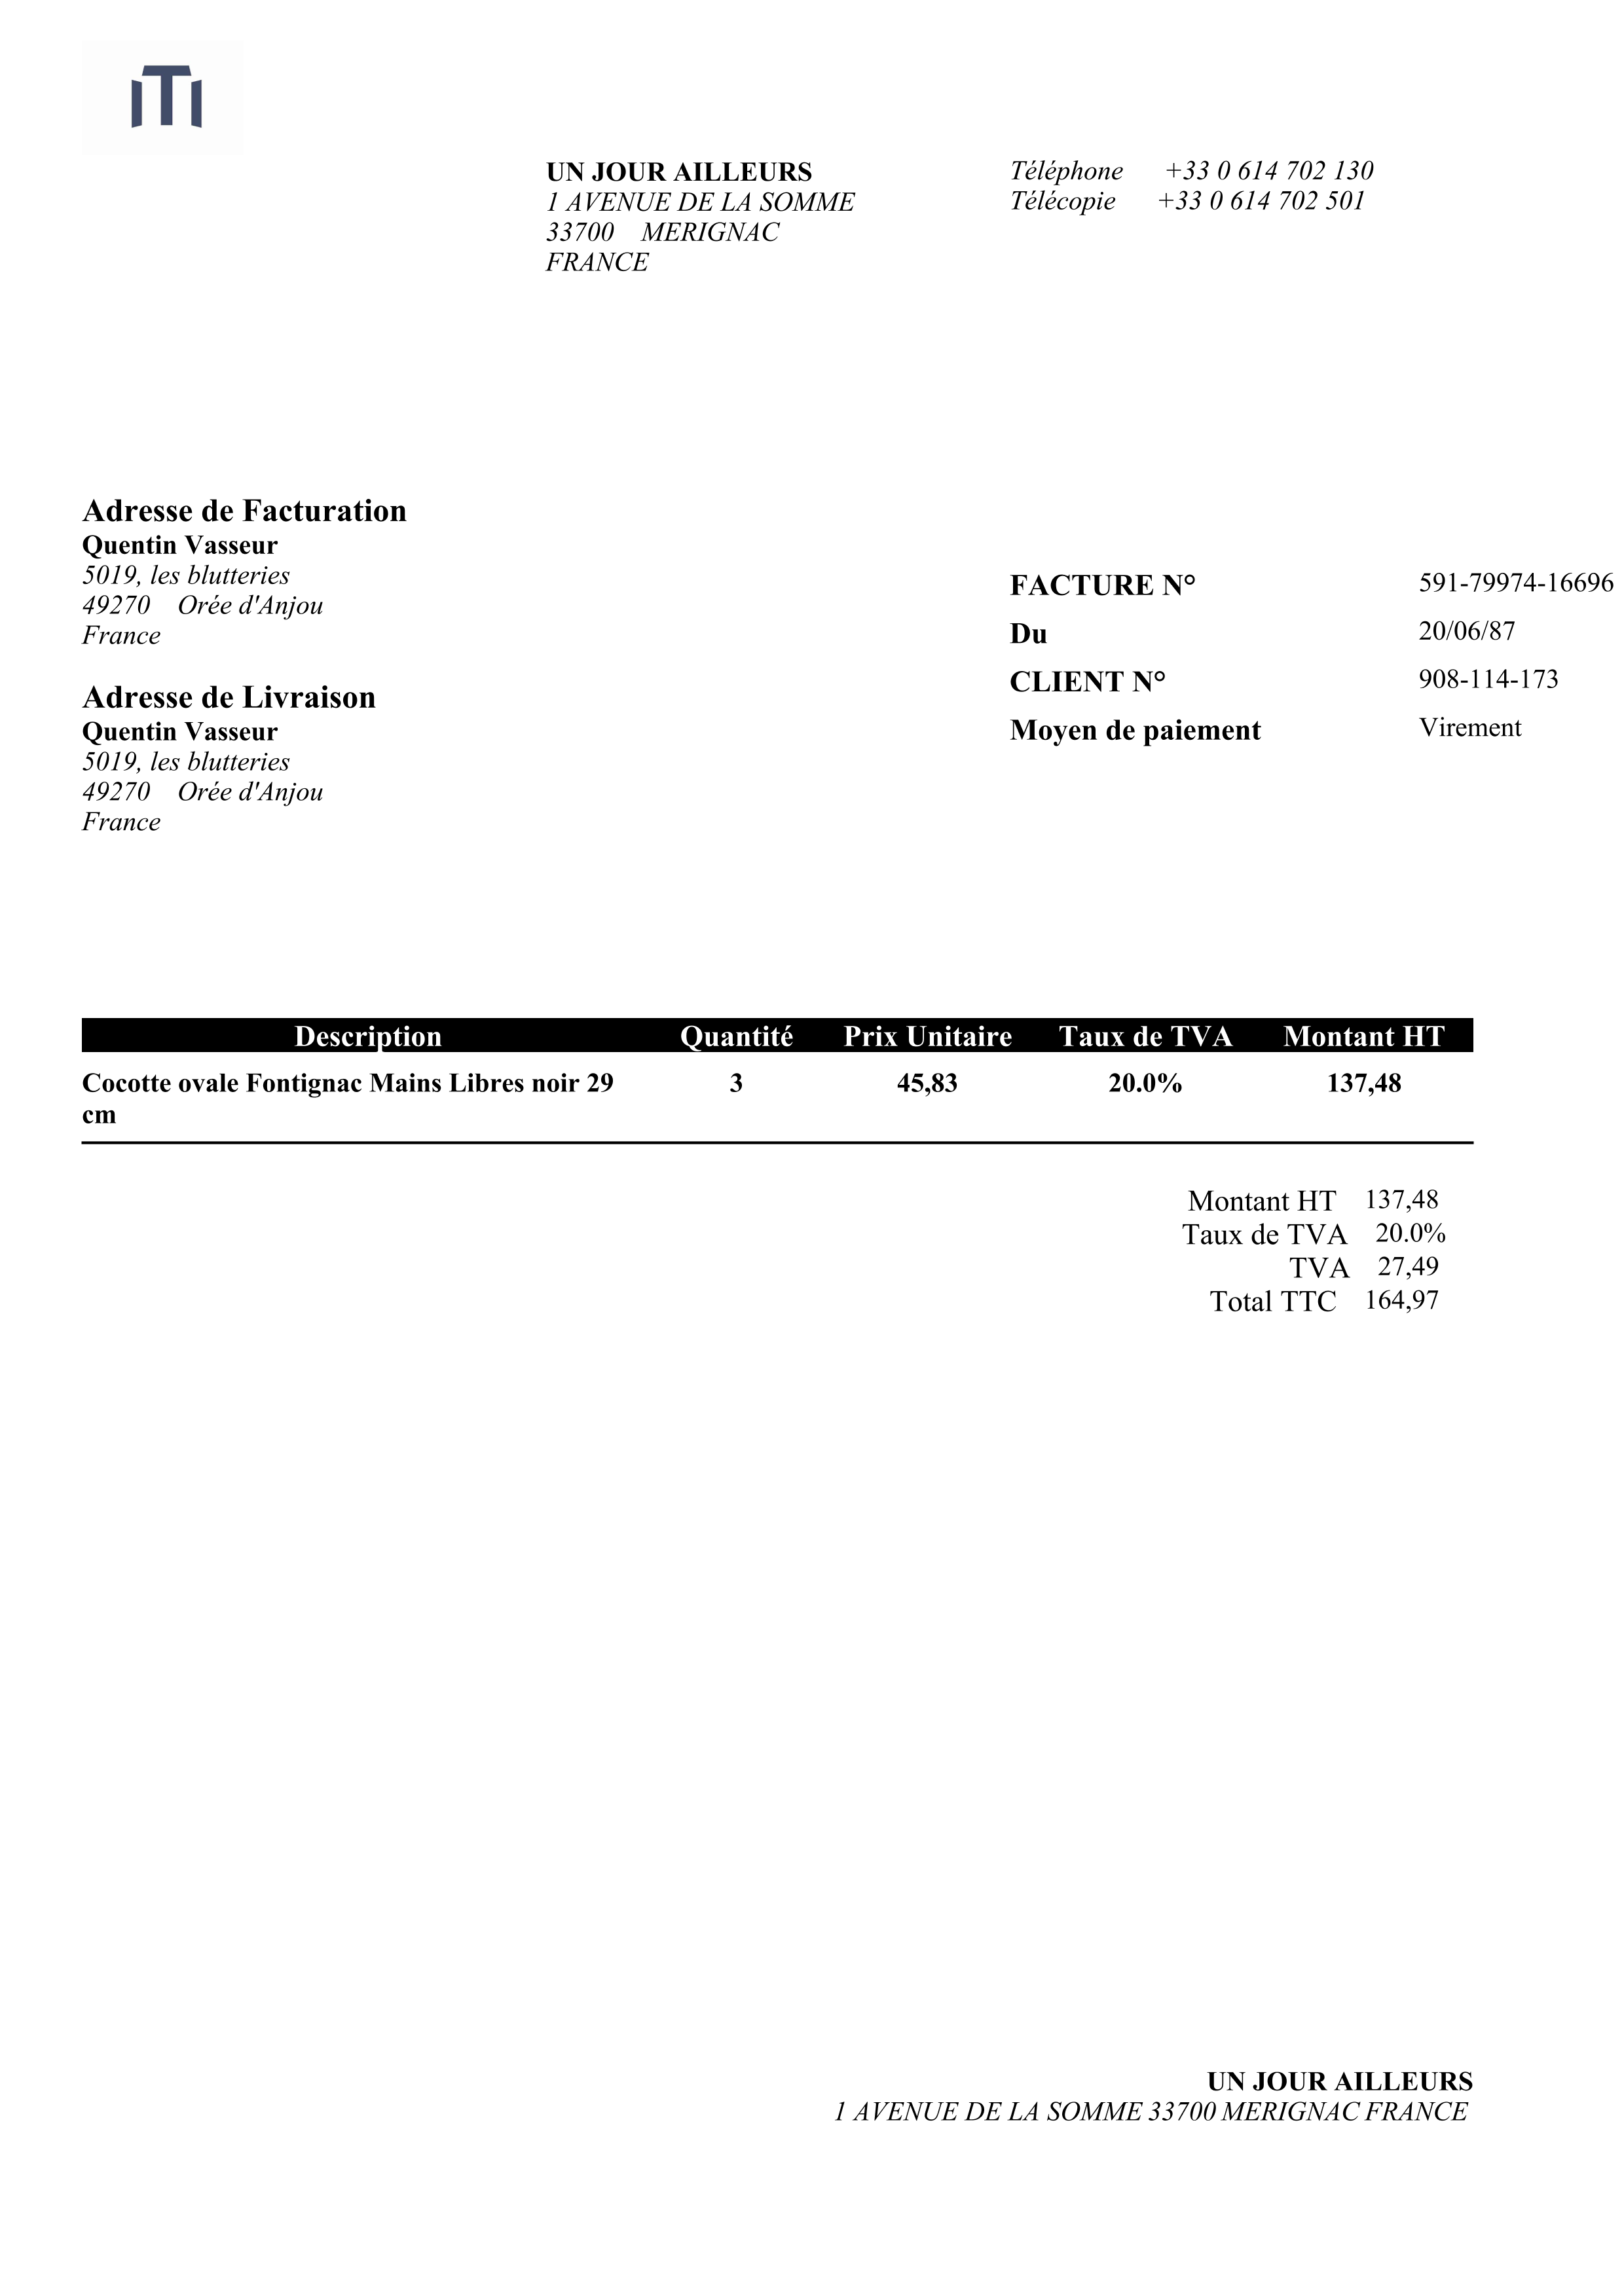 UN JOUR AILLEURS
1 AVENUE DE LA SOMME
33700 MERIGNAC
FRANCE
Téléphone +33 0 614 702 130
Télécopie +33 0 614 702 501
Adresse de Facturation
Quentin Vasseur
5019, les blutteries
49270 Orée d'Anjou
France
Adresse de Livraison
Quentin Vasseur
5019, les blutteries
49270 Orée d'Anjou
France
FACTURE N° 591-79974-16696
Du 20/06/87
CLIENT N° 908-114-173
Moyen de paiement Virement
Description Quantité Prix Unitaire Taux de TVA Montant HT
Cocotte ovale Fontignac Mains Libres noir 29 3 45,83 20.0% 137,48
cm
Montant HT 137,48
Taux de TVA 20.0%
TVA 27,49
Total TTC 164,97
UN JOUR AILLEURS
1 AVENUE DE LA SOMME 33700 MERIGNAC FRANCE